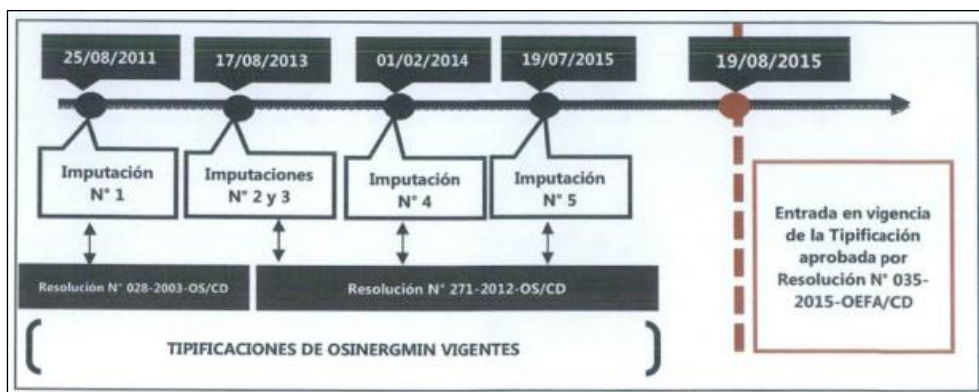 25/08/2011
17/08/2013
01/02/2014
19/07/2015
19/08/2015
Imputación
N° 1
Imputaciones
N° 2 y 3
Imputación
N° 4
Imputación
N° 5
Entrada en vigencia
de la Tipificación
aprobada por
Resolución N° 035-
2015-OEFA/CD
Resolución N° 028-2003-OS/CD
Resolución N° 271-2012-OS/CD
TIPIFICACIONES DE OSINERGMIN VIGENTES